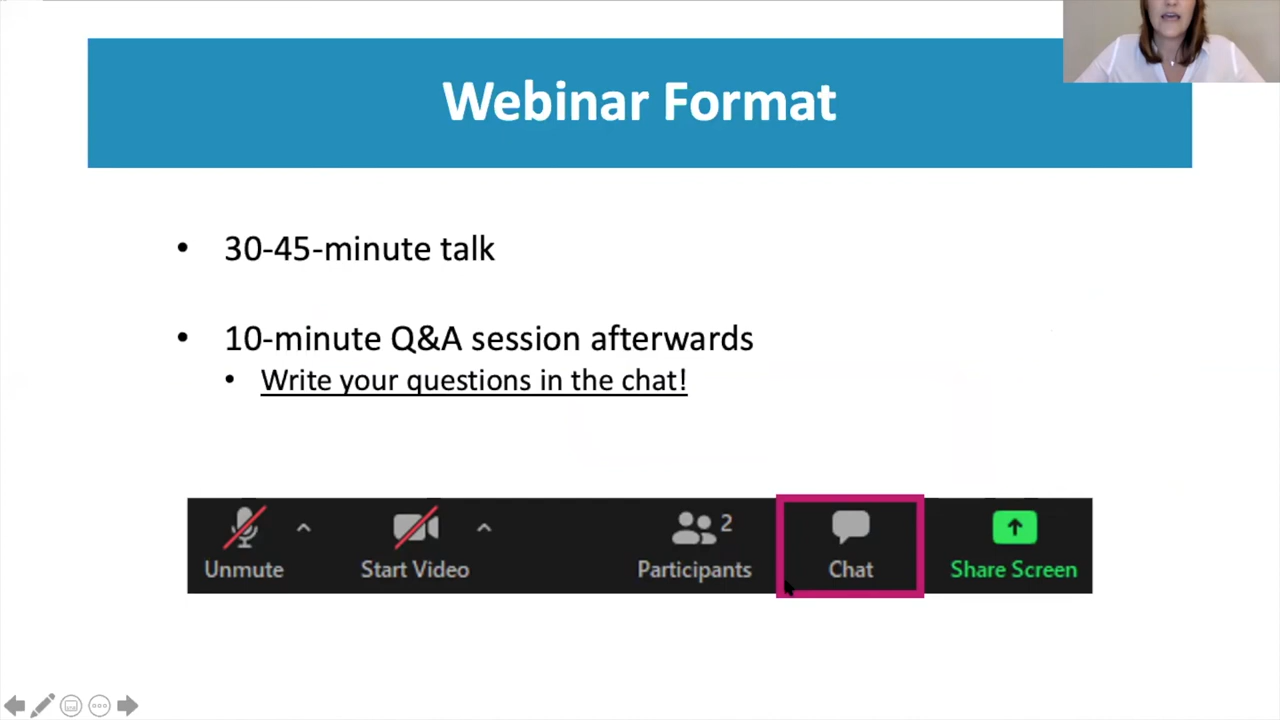 Webinar Format
• 30-45-minute talk
• 10-minute Q&A session afterwards
• Write your questions in the chat!
Unmute Start Video Participants 2 Chat Share Screen